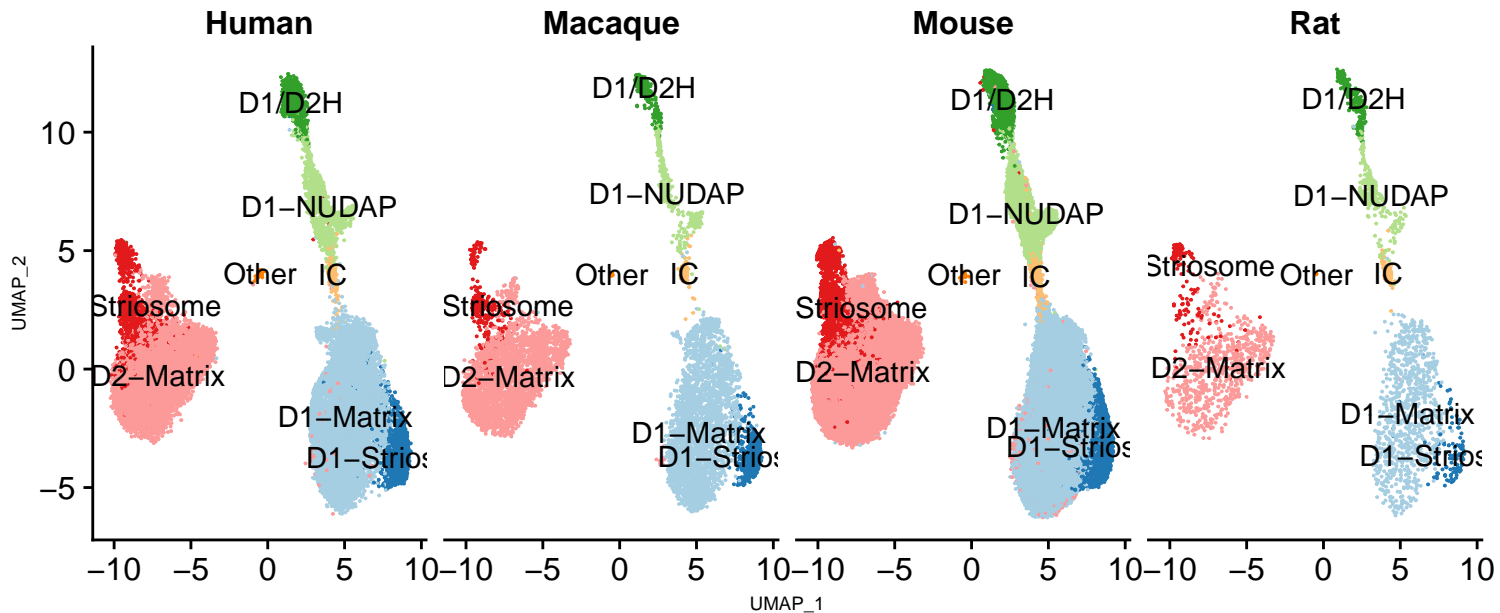 Human
Macaque
Mouse
Rat
D1/D2H
D1/D2H
D1/D2H
D1/D2H
D1−NUDAP
D1−NUDAP
D1−NUDAP
D1−NUDAP
Other
IC
Other
IC
Other
IC
Other
IC
Striosome
Striosome
Striosome
Striosome
D2−Matrix
D2−Matrix
D2−Matrix
D2−Matrix
D1−Matrix
D1−Matrix
D1−Matrix
D1−Matrix
D1−Strios
D1−Strios
D1−Strios
D1−Strios
10
5
0
−5
UMAP_2
−10 −5 0 5 10
−10 −5 0 5 10
−10 −5 0 5 10
−10 −5 0 5 10
UMAP_1